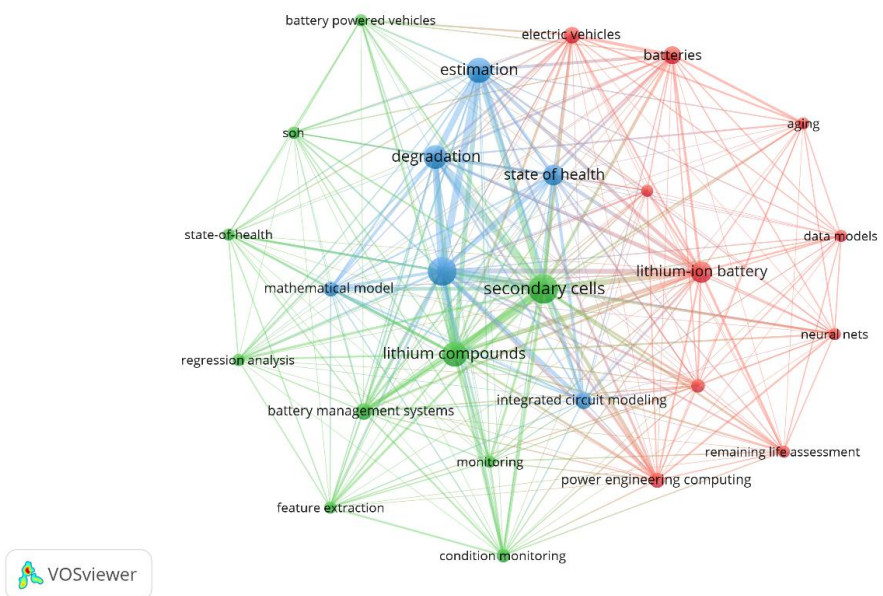 battery powered vehicles
electric vehicles
batteries
estimation
aging
soh
degradation
state of health
state-of-health
data models
lithium-ion battery
mathematical model
secondary cells
neural nets
lithium compounds
regression analysis
integrated circuit modeling
battery management systems
remaining life assessment
monitoring
power engineering computing
feature extraction
condition monitoring
VOSviewer